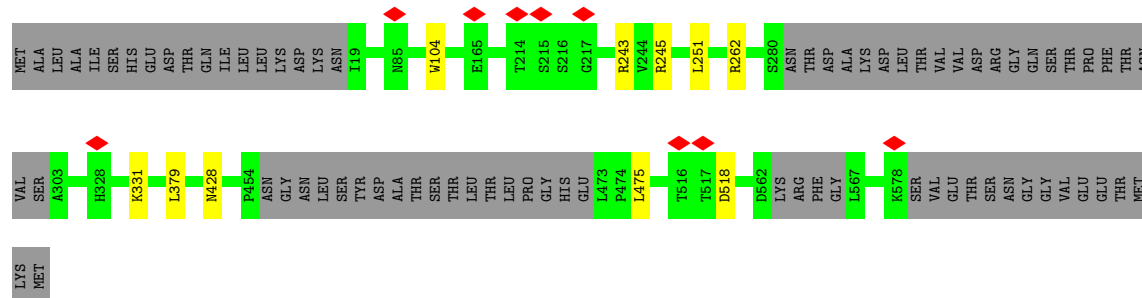 MET ALA LEU ALA ILE SER HIS GLU ASP THR GLN ILE LEU LEU LYS ASP LYS ASN I19 N85 W104 E165 T214 S215 S216 G217 R243 V244 R245 L251 R262 S280 ASN THR ASP ALA LYS ASP LEU THR VAL VAL ASP ARG GLY GLN SER THR PRO PHE THR ASN
VAL SER A303 H328 K331 L379 N428 P454 ASN GLY ASN LEU SER TYR ASP ALA THR SER THR LEU THR LEU PRO GLY HIS GLU L473 P474 L475 T516 T517 D518 D562 LYS ARG PHE GLY L567 K578 SER VAL GLU THR SER ASN GLY GLY VAL GLU GLU THR MET
LYS MET